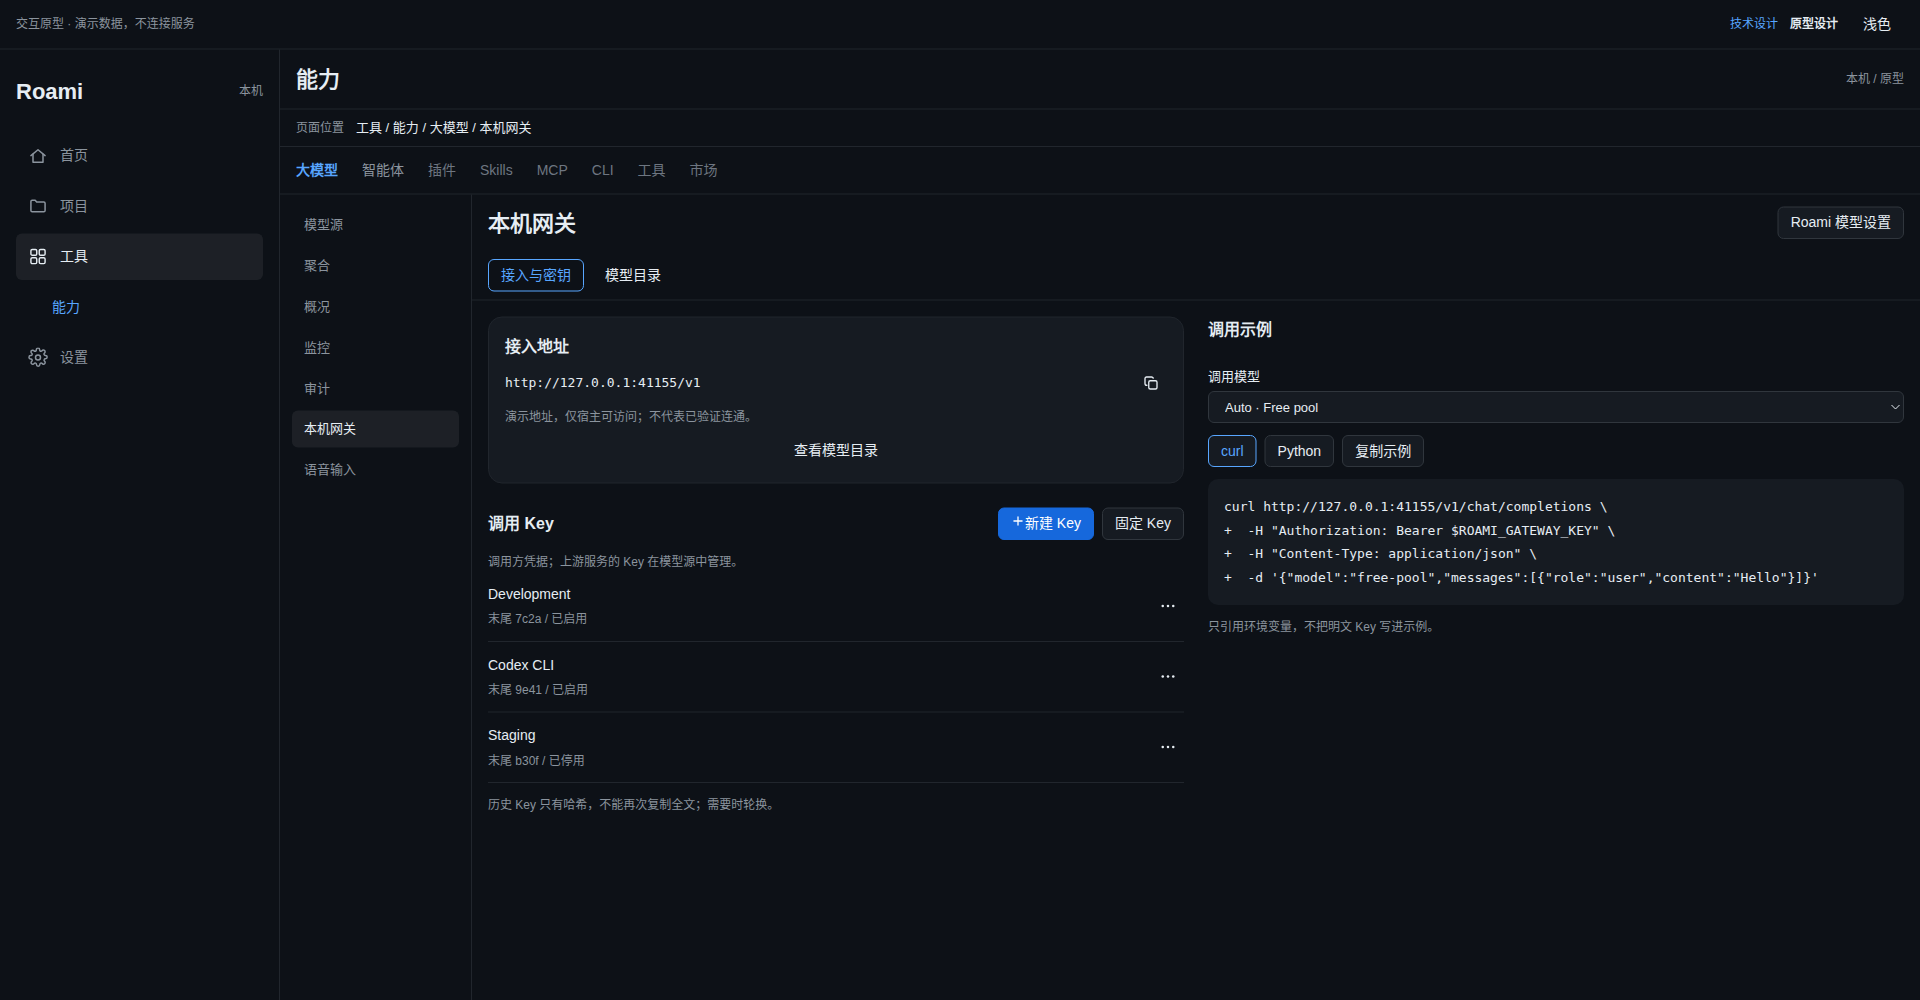 交互原型 · 演示数据，不连接服务
技术设计 原型设计 浅色
Roami 本机
首页
项目
工具
能力
设置
能力
本机 / 原型
页面位置 工具 / 能力 / 大模型 / 本机网关
大模型 智能体 插件 Skills MCP CLI 工具 市场
模型源
聚合
概况
监控
审计
本机网关
语音输入
本机网关
Roami 模型设置
接入与密钥 模型目录
接入地址
http://127.0.0.1:41155/v1
演示地址，仅宿主可访问；不代表已验证连通。
查看模型目录
调用 Key
+新建 Key 固定 Key
调用方凭据；上游服务的 Key 在模型源中管理。
Development
末尾 7c2a / 已启用
Codex CLI
末尾 9e41 / 已启用
Staging
末尾 b30f / 已停用
历史 Key 只有哈希，不能再次复制全文；需要时轮换。
调用示例
调用模型
Auto · Free pool
curl Python 复制示例
curl http://127.0.0.1:41155/v1/chat/completions \
+  -H "Authorization: Bearer $ROAMI_GATEWAY_KEY" \
+  -H "Content-Type: application/json" \
+  -d '{"model":"free-pool","messages":[{"role":"user","content":"Hello"}]}'
只引用环境变量，不把明文 Key 写进示例。